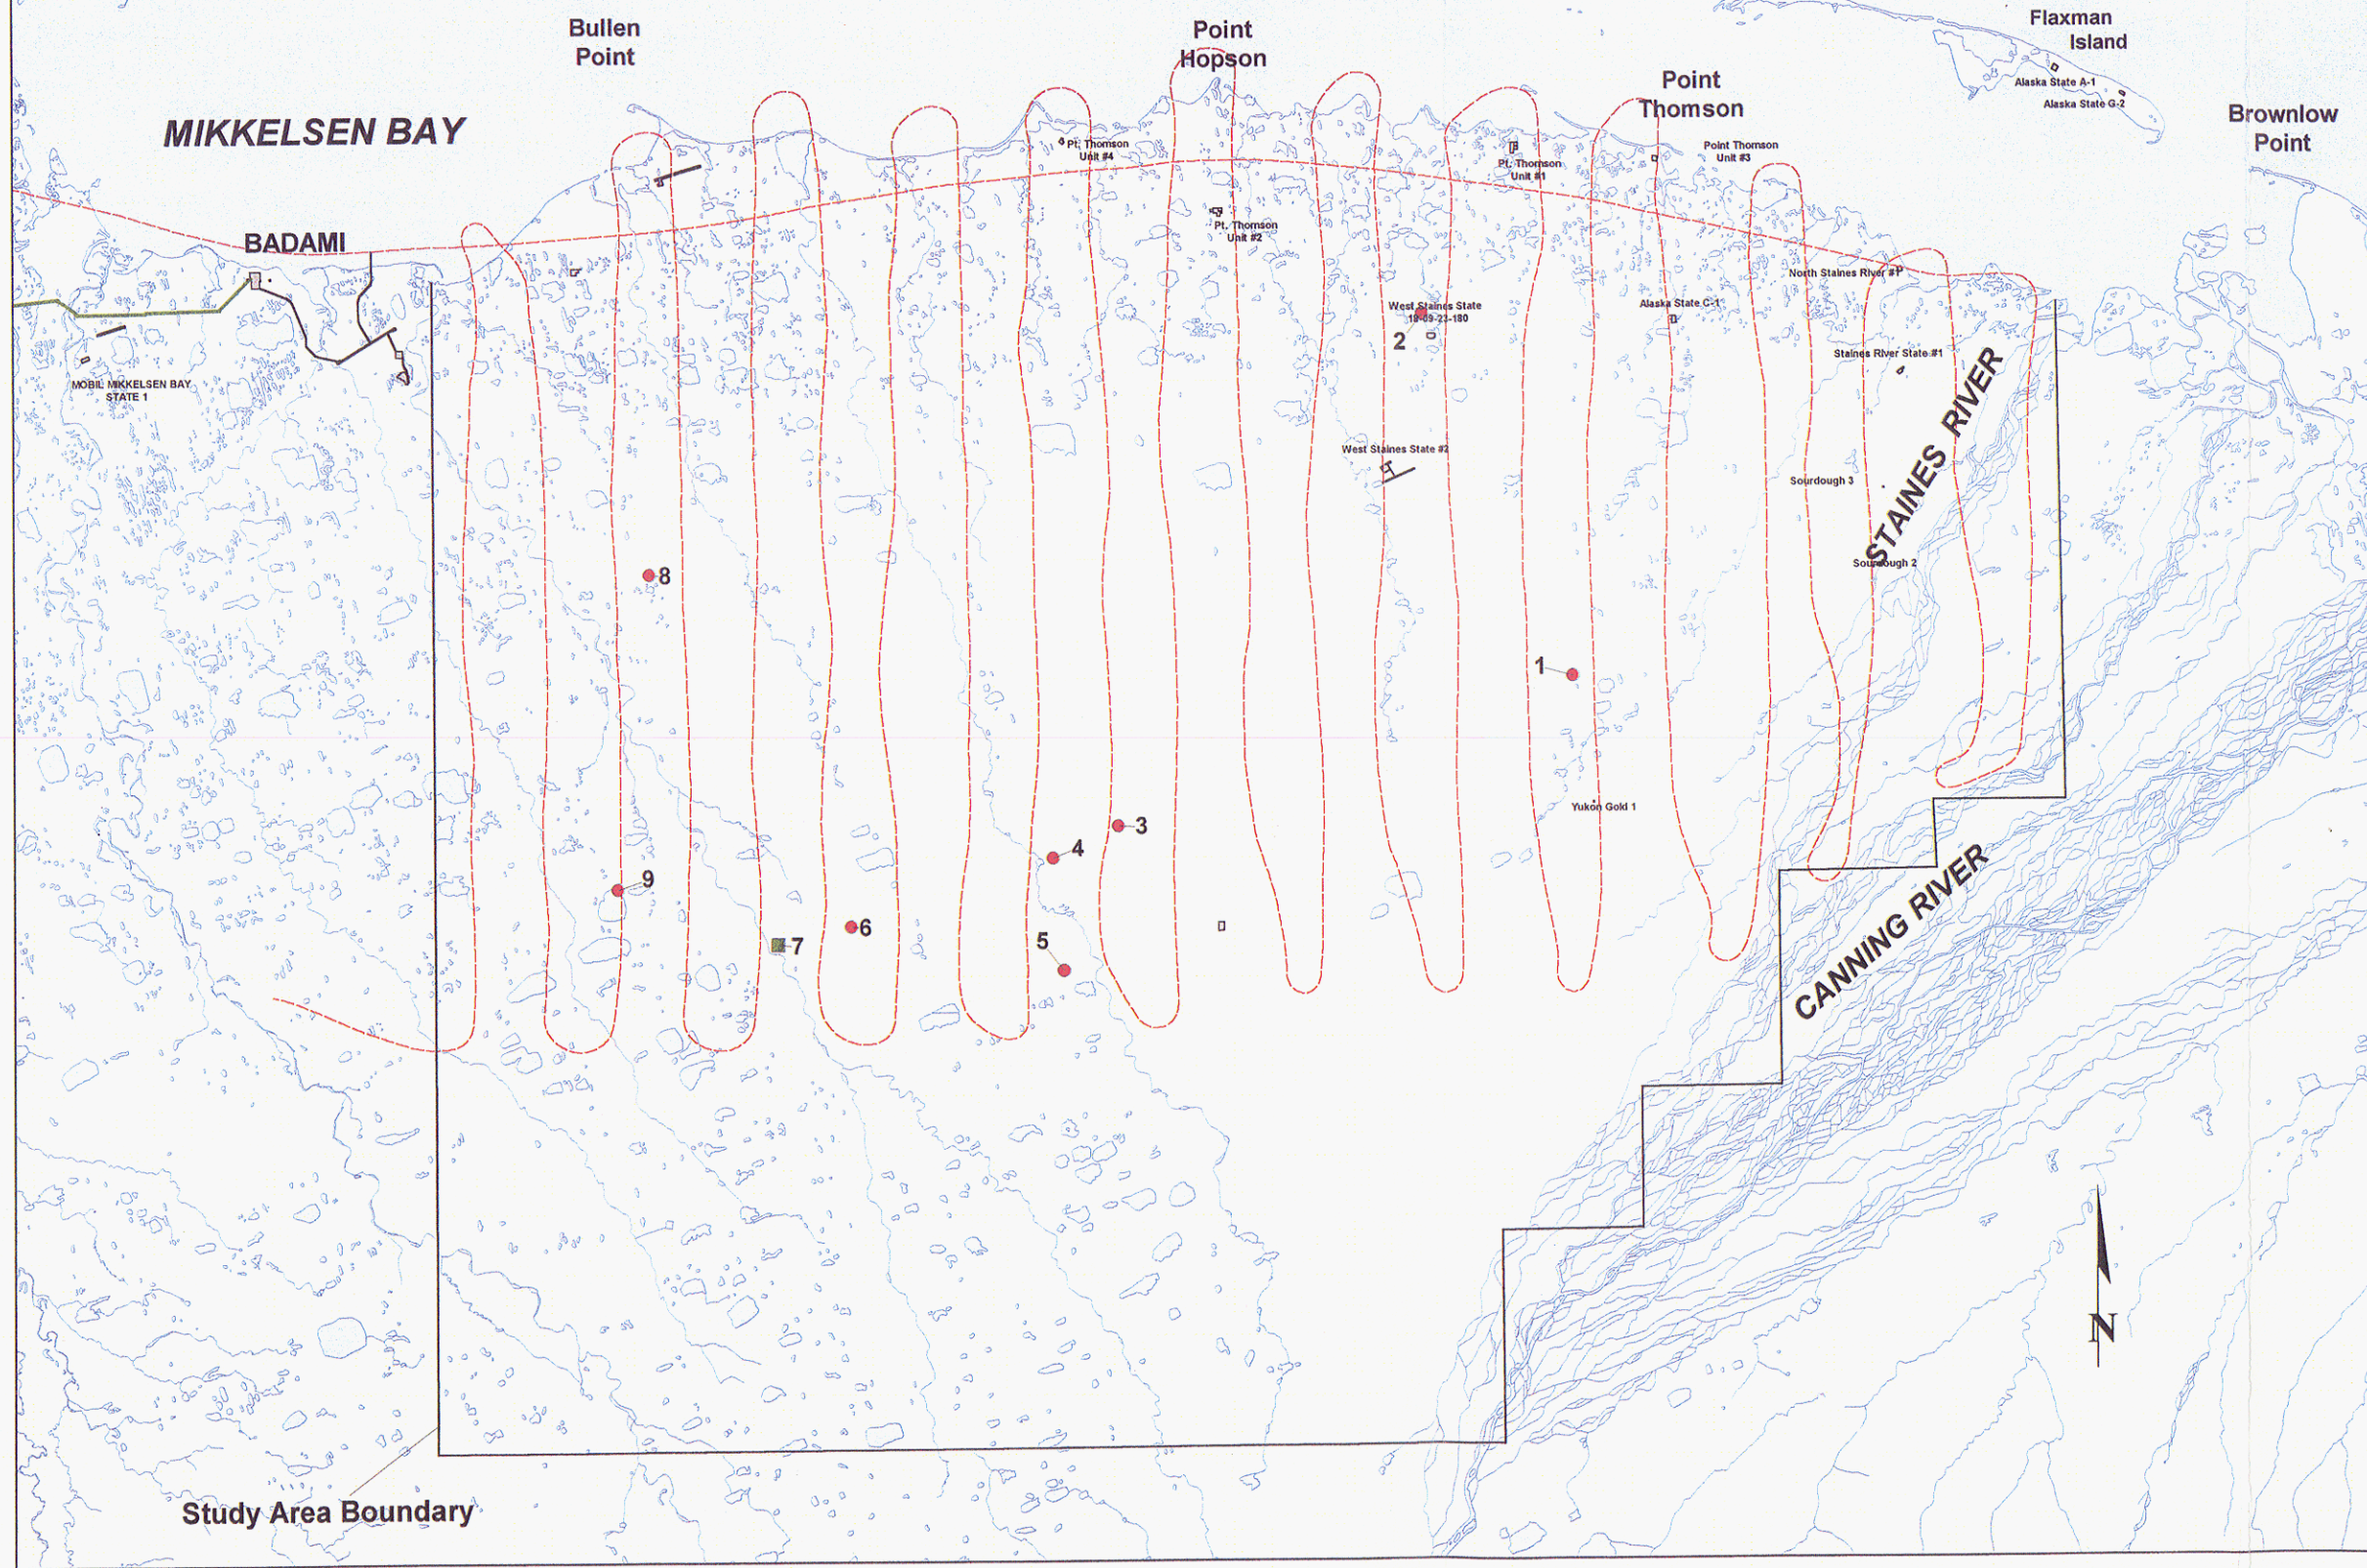 Bullen
Point
Point
Hopson
Flaxman
Island
Alaska State A-1
Alaska State G-2
Point
Thomson
Brownlow
Point
MIKKELSEN BAY
Pt. Thomson
Unit #4
Pt. Thomson
Unit #1
Point Thomson
Unit #3
BADAMI
Pt. Thomson
Unit #2
North Staines River #1
West Staines State
18-09-23-180
2
Alaska State C-1
Staines River State #1
MOBIL MIKKELSEN BAY
STATE 1
West Staines State #2
Sourdough 3
STAINES RIVER
Sourdough 2
8
1
Yukon Gold 1
3
4
9
6
5
7
CANNING RIVER
N
Study Area Boundary